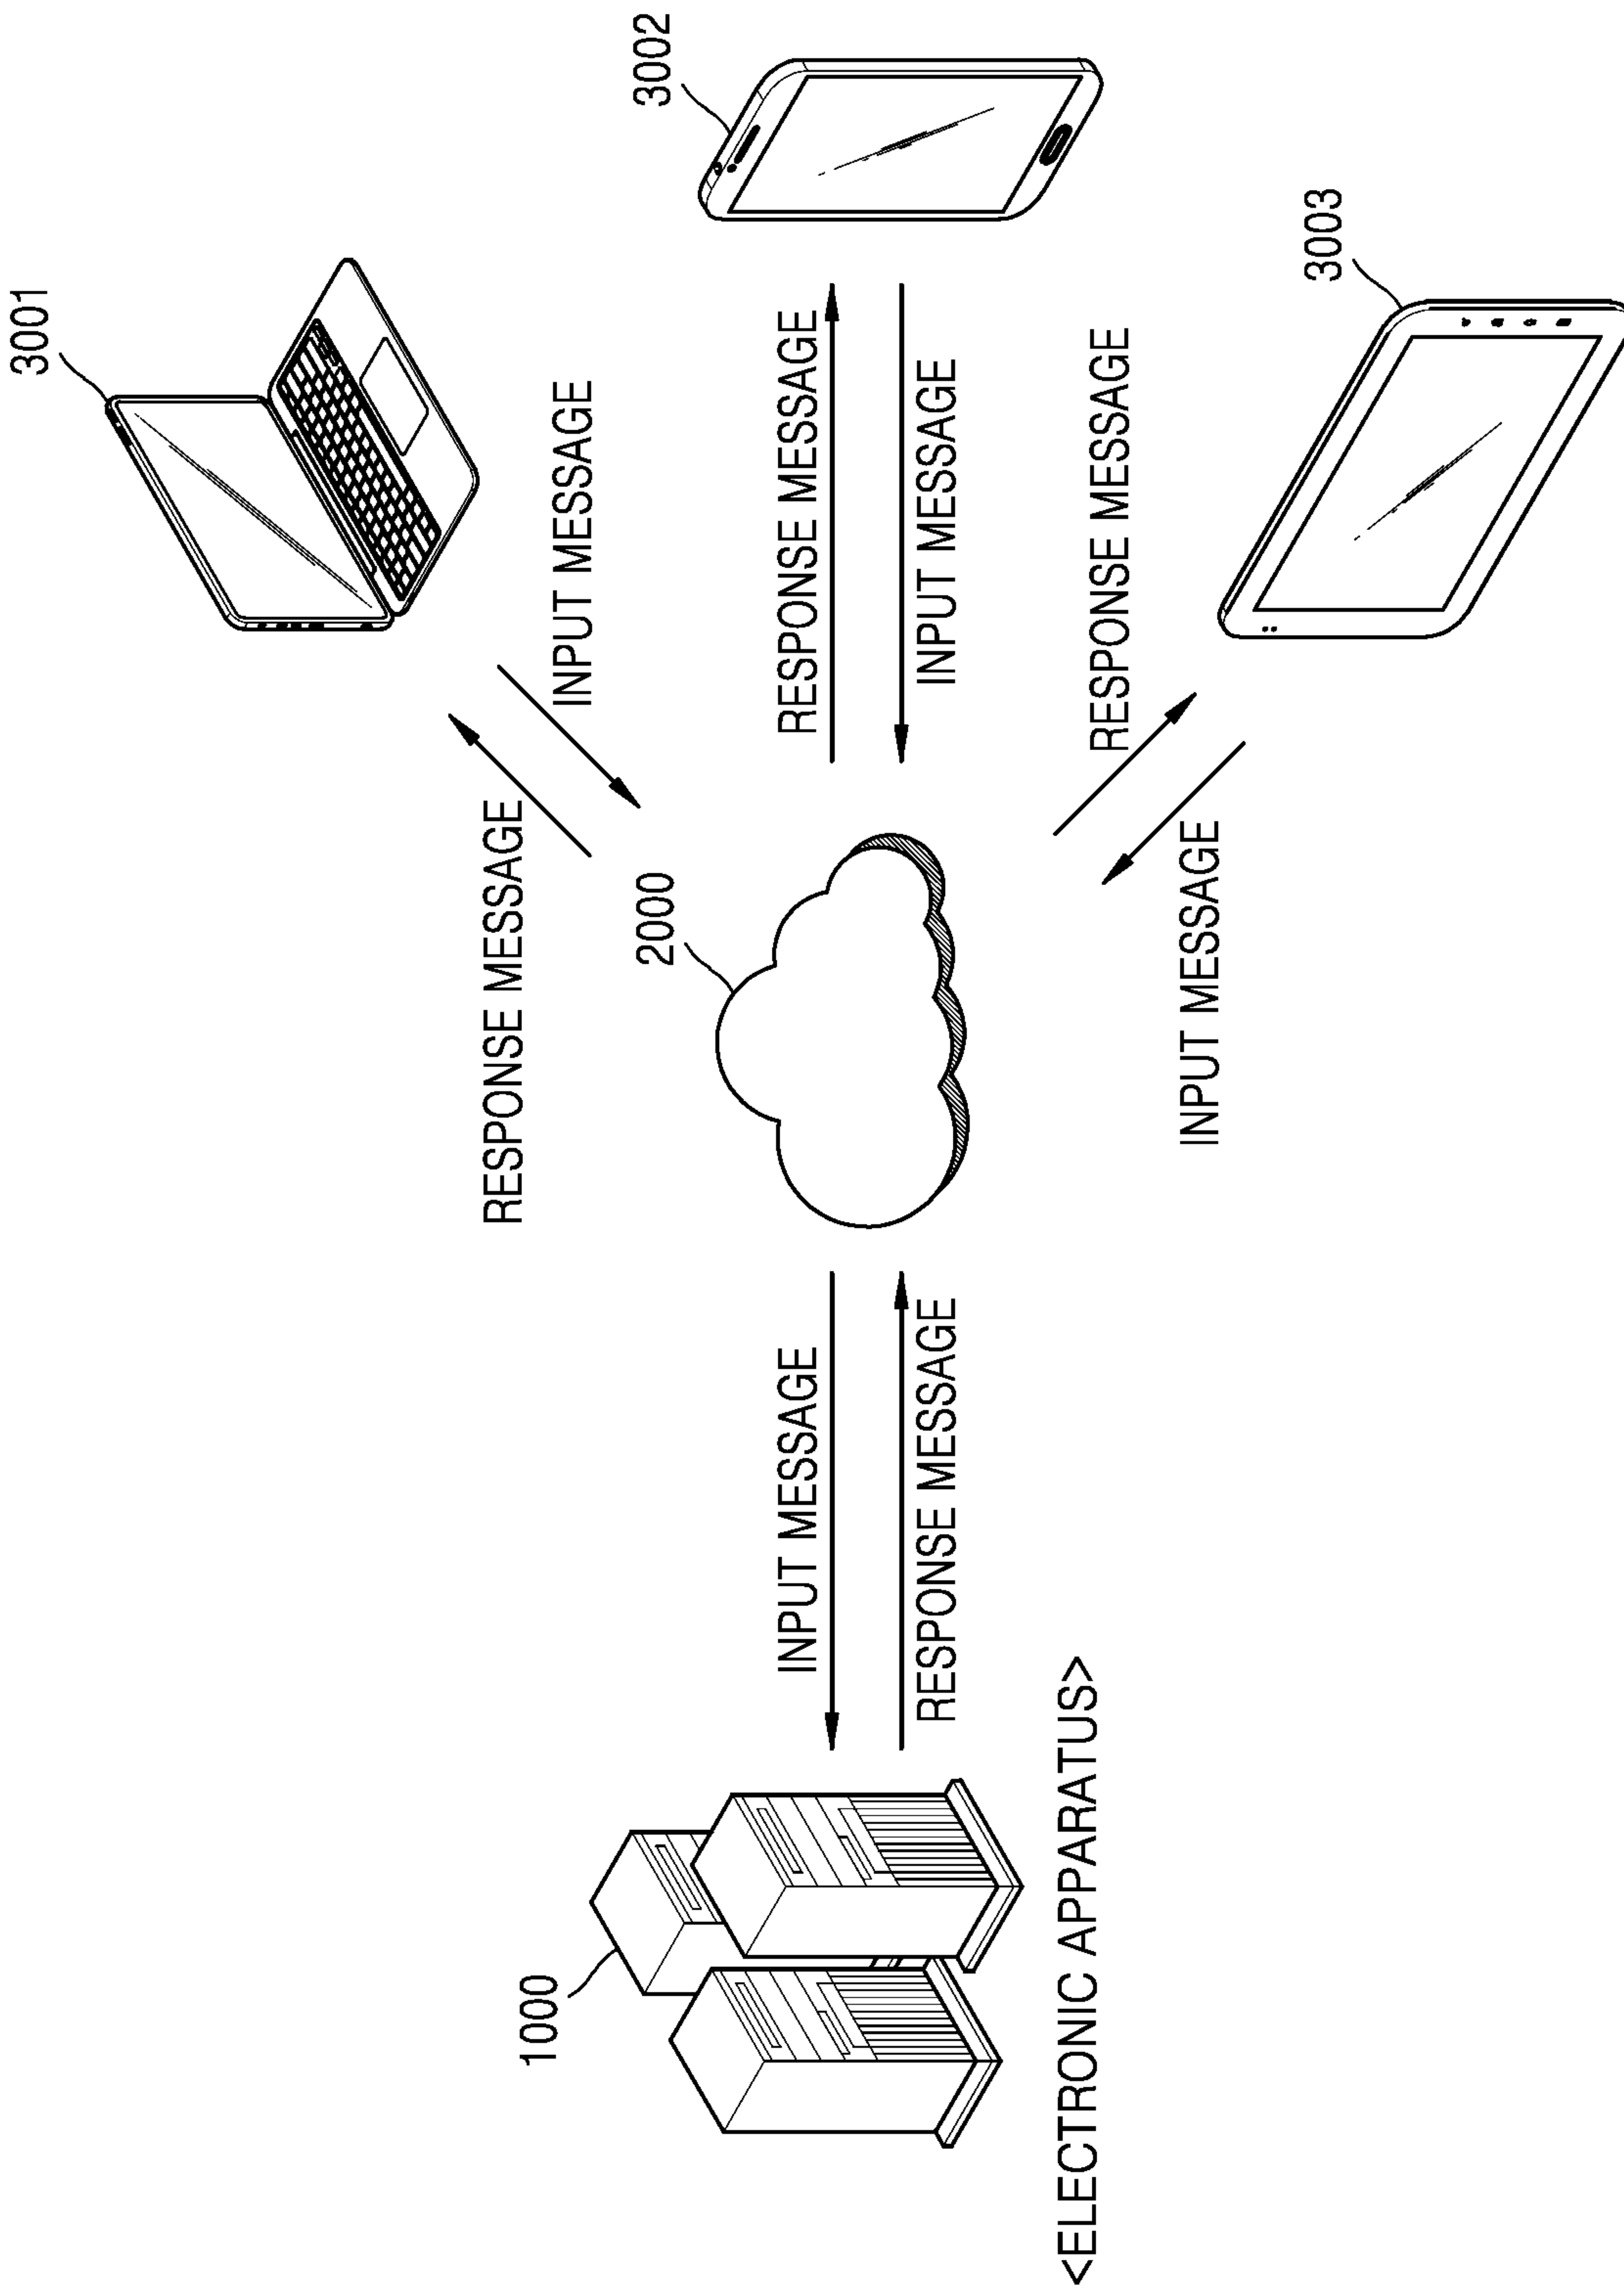 3001
RESPONSE MESSAGE
1000
INPUT MESSAGE
2000
3002
INPUT MESSAGE
RESPONSE MESSAGE
RESPONSE MESSAGE
INPUT MESSAGE
<ELECTRONIC APPARATUS>
RESPONSE MESSAGE
INPUT MESSAGE
3003